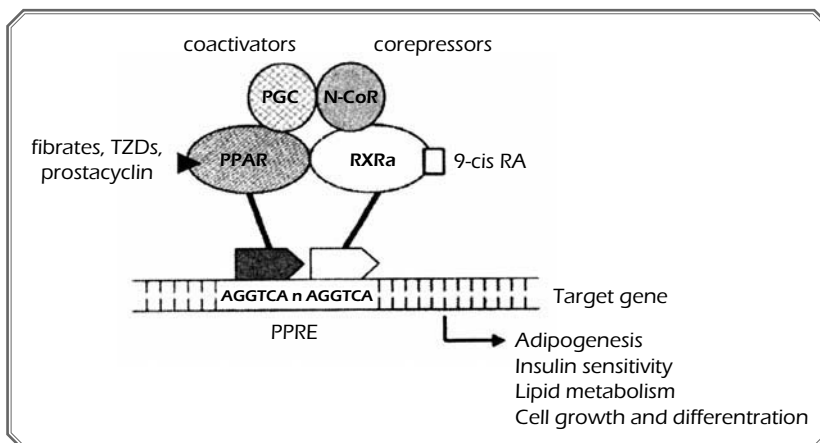 coactivators corepressors
PGC N-CoR
fibrates, TZDs,
prostacyclin
PPAR RXRa 9-cis RA
AGGTCA n AGGTCA
Target gene
PPRE
Adipogenesis
Insulin sensitivity
Lipid metabolism
Cell growth and differentration